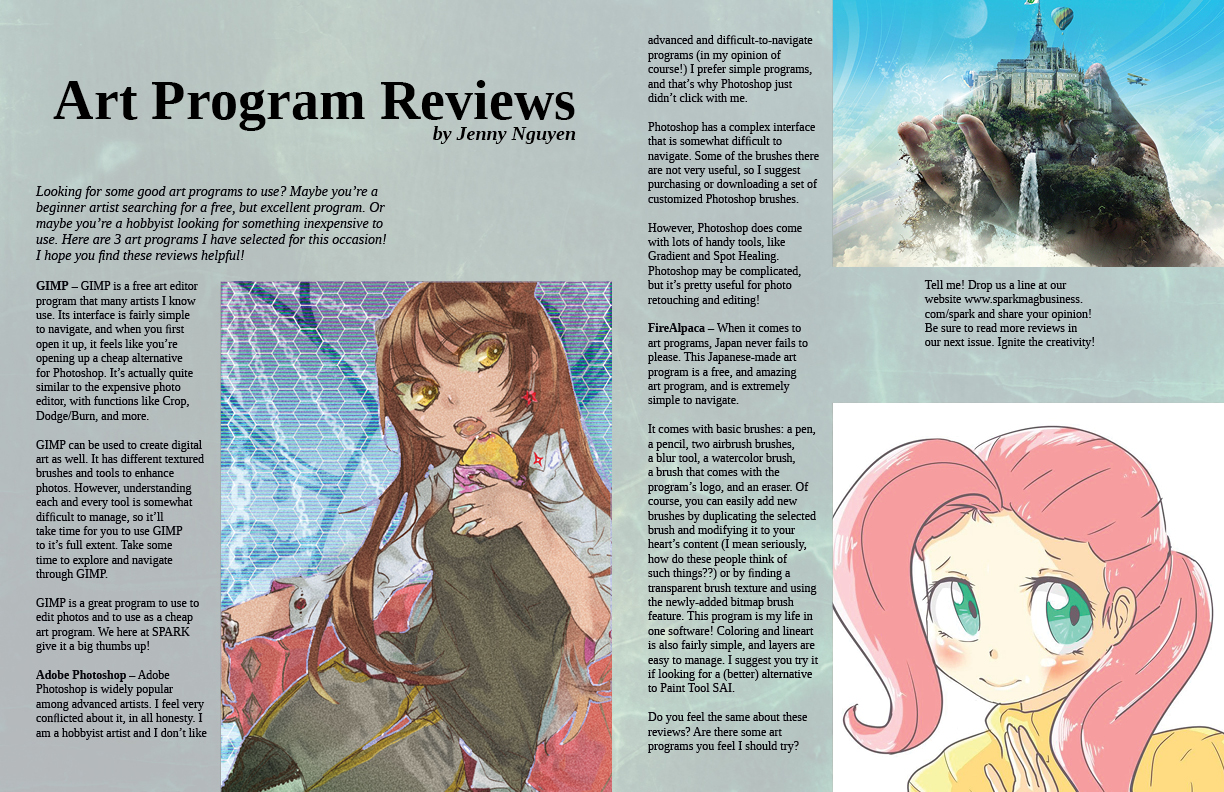 Art Program Reviews
by Jenny Nguyen
Looking for some good art programs to use? Maybe you’re a
beginner artist searching for a free, but excellent program. Or
maybe you’re a hobbyist looking for something inexpensive to
use. Here are 3 art programs I have selected for this occasion!
I hope you find these reviews helpful!
GIMP – GIMP is a free art editor
program that many artists I know
use. Its interface is fairly simple
to navigate, and when you first
open it up, it feels like you’re
opening up a cheap alternative
for Photoshop. It’s actually quite
similar to the expensive photo
editor, with functions like Crop,
Dodge/Burn, and more.
GIMP can be used to create digital
art as well. It has different textured
brushes and tools to enhance
photos. However, understanding
each and every tool is somewhat
difficult to manage, so it’ll
take time for you to use GIMP
to it’s full extent. Take some
time to explore and navigate
through GIMP.
GIMP is a great program to use to
edit photos and to use as a cheap
art program. We here at SPARK
give it a big thumbs up!
Adobe Photoshop – Adobe
Photoshop is widely popular
among advanced artists. I feel very
conflicted about it, in all honesty. I
am a hobbyist artist and I don’t like
advanced and difficult-to-navigate
programs (in my opinion of
course!) I prefer simple programs,
and that’s why Photoshop just
didn’t click with me.
Photoshop has a complex interface
that is somewhat difficult to
navigate. Some of the brushes there
are not very useful, so I suggest
purchasing or downloading a set of
customized Photoshop brushes.
However, Photoshop does come
with lots of handy tools, like
Gradient and Spot Healing.
Photoshop may be complicated,
but it’s pretty useful for photo
retouching and editing!
FireAlpaca – When it comes to
art programs, Japan never fails to
please. This Japanese-made art
program is a free, and amazing
art program, and is extremely
simple to navigate.
It comes with basic brushes: a pen,
a pencil, two airbrush brushes,
a blur tool, a watercolor brush,
a brush that comes with the
program’s logo, and an eraser. Of
course, you can easily add new
brushes by duplicating the selected
brush and modifying it to your
heart’s content (I mean seriously,
how do these people think of
such things??) or by finding a
transparent brush texture and using
the newly-added bitmap brush
feature. This program is my life in
one software! Coloring and lineart
is also fairly simple, and layers are
easy to manage. I suggest you try it
if looking for a (better) alternative
to Paint Tool SAI.
Do you feel the same about these
reviews? Are there some art
programs you feel I should try?
Tell me! Drop us a line at our
website www.sparkmagbusiness.
com/spark and share your opinion!
Be sure to read more reviews in
our next issue. Ignite the creativity!